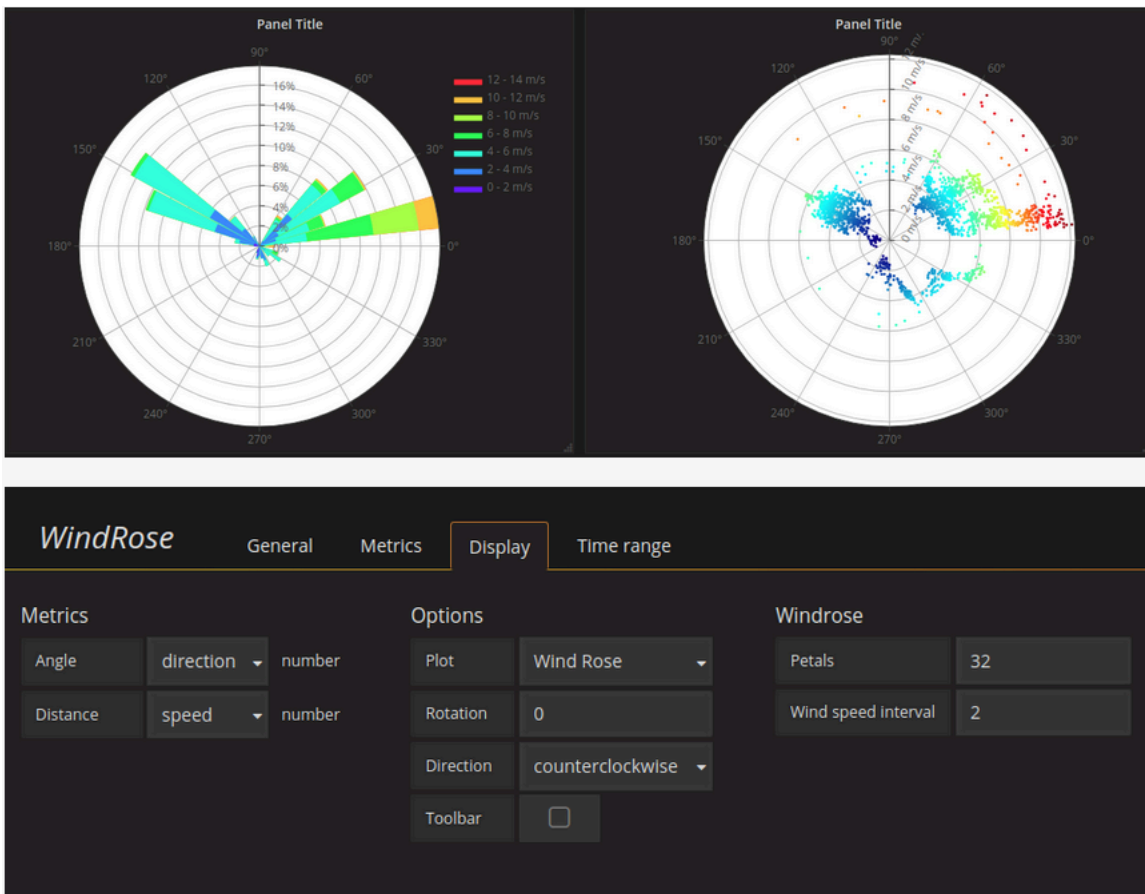 Panel Title
90°
120°
60°
150°
30°
180°
0°
210°
330°
240°
300°
270°
16%
14%
12%
10%
8%
6%
4%
0%
12 - 14 m/s
10 - 12 m/s
8 - 10 m/s
6 - 8 m/s
4 - 6 m/s
2 - 4 m/s
0 - 2 m/s
Panel Title
90°
120°
60°
150°
30°
180°
0°
210°
330°
240°
300°
270°
10 m/s
8 m/s
6 m/s
4 m/s
2 m/s
0 m/s
WindRose
General
Metrics
Display
Time range
Metrics
Options
Windrose
Angle direction number
Plot Wind Rose
Petals 32
Distance speed number
Rotation 0
Wind speed interval 2
Direction counterclockwise
Toolbar